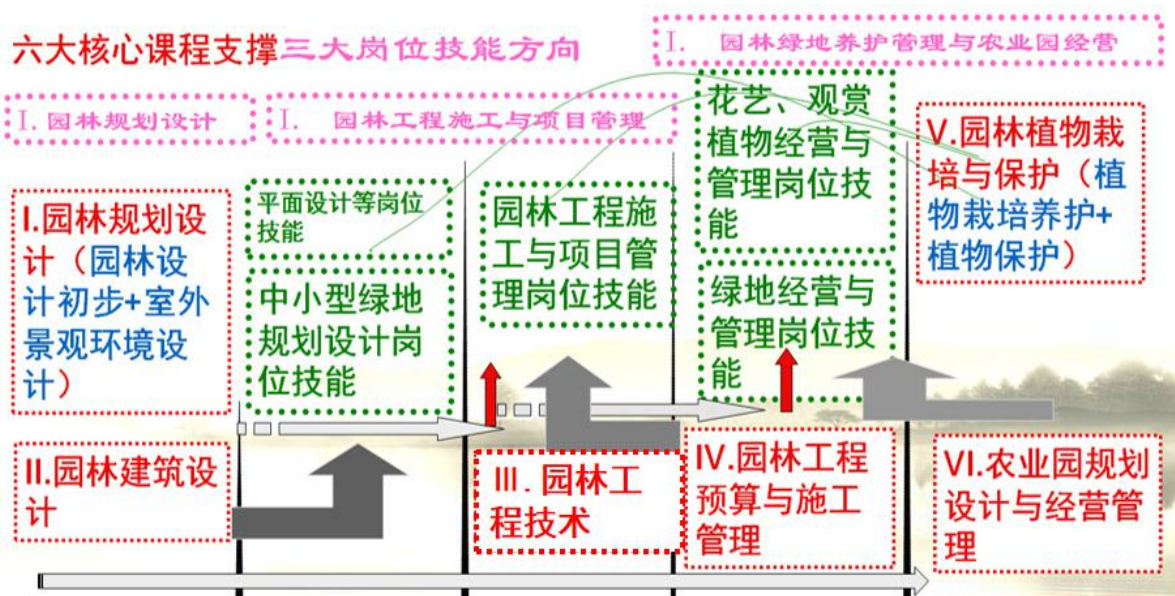 六大核心课程支撑三大岗位技能方向
I. 园林绿地养护管理与农业园经营
I. 园林规划设计
I. 园林工程施工与项目管理
I.园林规划设
计（园林设
计初步+室外
景观环境设
计）
II.园林建筑设
计
平面设计等岗位
技能
中小型绿地
规划设计岗
位技能
园林工程施
工与项目管
理岗位技能
III. 园林工
程技术
花艺、观赏
植物经营与
管理岗位技
能
绿地经营与
管理岗位技
能
IV.园林工程
预算与施工
管理
V.园林植物栽
培与保护（植
物栽培养护+
植物保护）
VI.农业园规划
设计与经营管
理